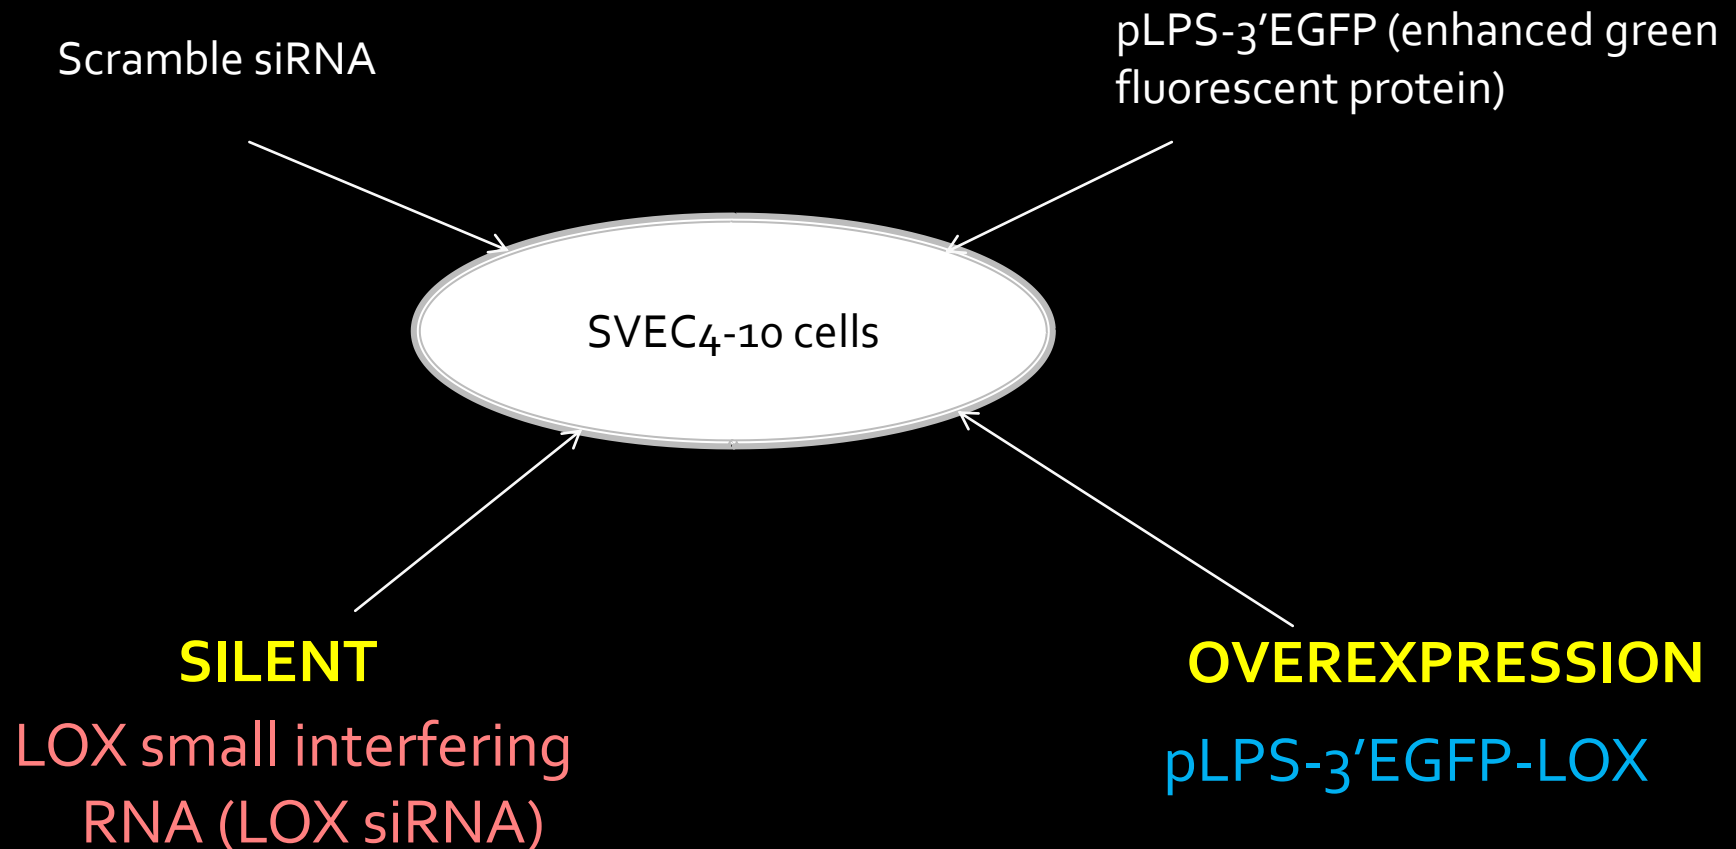 Scramble siRNA
pLPS-3’EGFP (enhanced green
fluorescent protein)
SVEC4-10 cells
SILENT
LOX small interfering
RNA (LOX siRNA)
OVEREXPRESSION
pLPS-3’EGFP-LOX